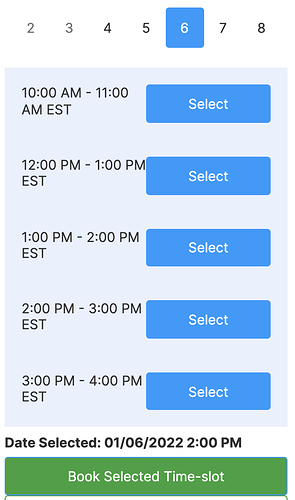 2 3 4 5 6 7 8
10:00 AM - 11:00
AM EST
Select
12:00 PM - 1:00 PM
EST
Select
1:00 PM - 2:00 PM
EST
Select
2:00 PM - 3:00 PM
EST
Select
3:00 PM - 4:00 PM
EST
Select
Date Selected: 01/06/2022 2:00 PM
Book Selected Time-slot